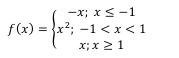 −x; x ≤ −1
f(x) = { x²; −1 < x < 1
x; x ≥ 1